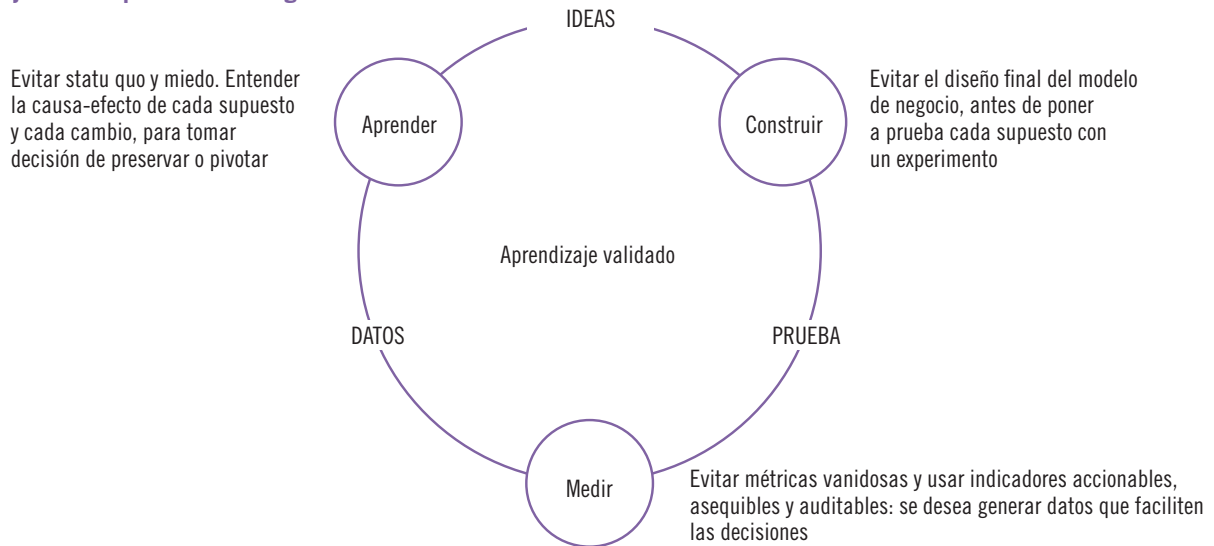 IDEAS
Evitar statu quo y miedo. Entender
la causa-efecto de cada supuesto
y cada cambio, para tomar
decisión de preservar o pivotar
Aprender
Construir
Evitar el diseño final del modelo
de negocio, antes de poner
a prueba cada supuesto con
un experimento
Aprendizaje validado
DATOS
PRUEBA
Medir
Evitar métricas vanidosas y usar indicadores accionables,
asequibles y auditables: se desea generar datos que faciliten
las decisiones